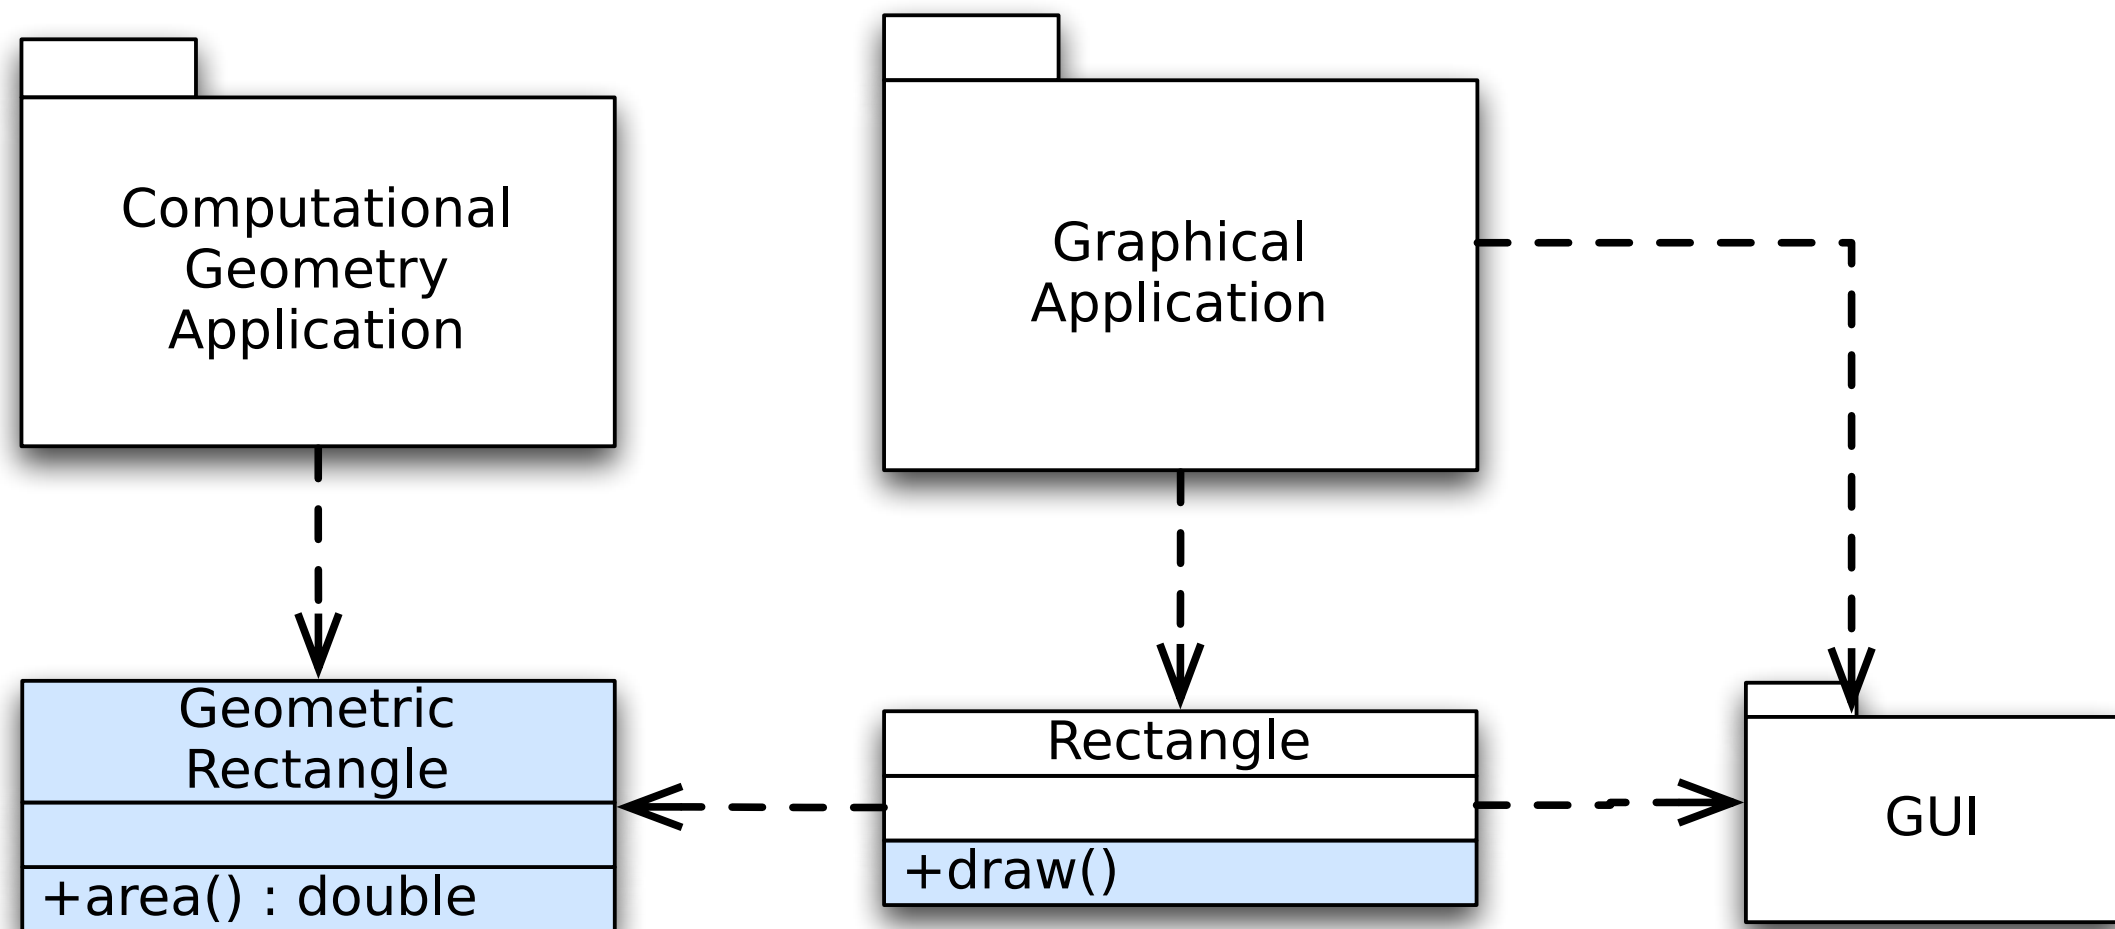 Computational
Geometry
Application
Graphical
Application
Geometric
Rectangle
+area() : double
Rectangle
+draw()
GUI